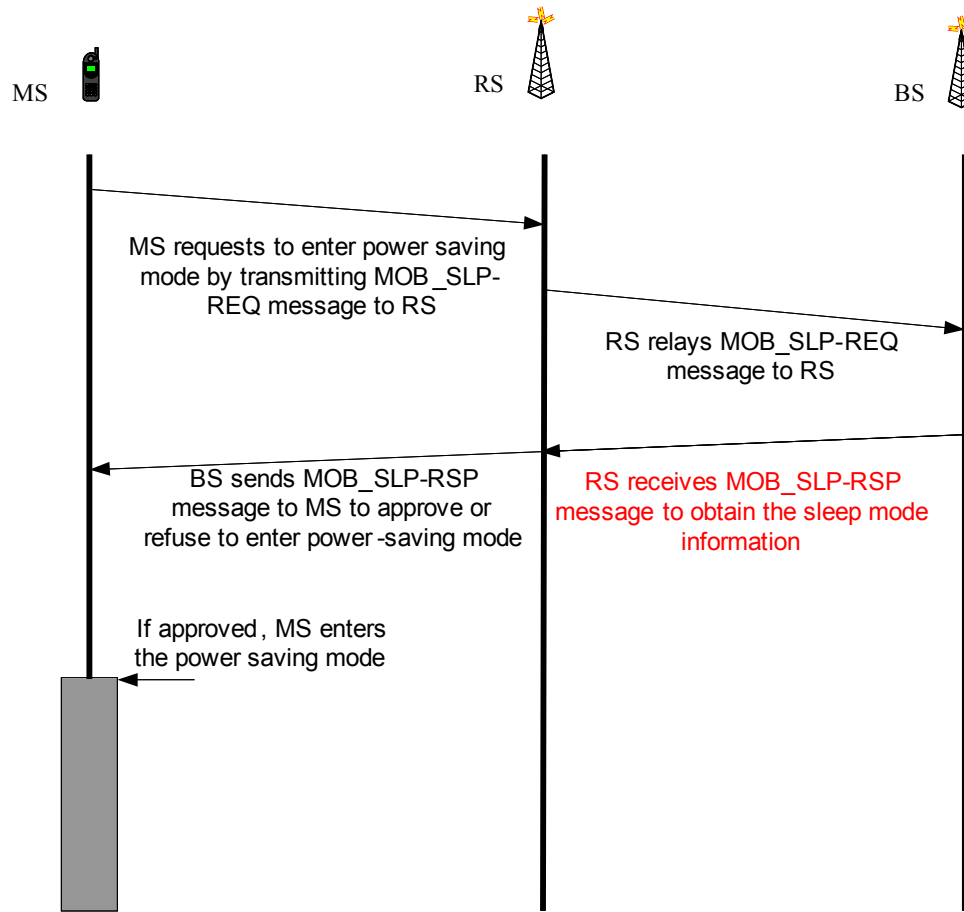 MS
RS
BS
MS requests to enter power saving
mode by transmitting MOB_SLP-
REQ message to RS
RS relays MOB_SLP-REQ
message to RS
BS sends MOB_SLP-RSP
message to MS to approve or
refuse to enter power-saving mode
RS receives MOB_SLP-RSP
message to obtain the sleep mode
information
If approved, MS enters
the power saving mode